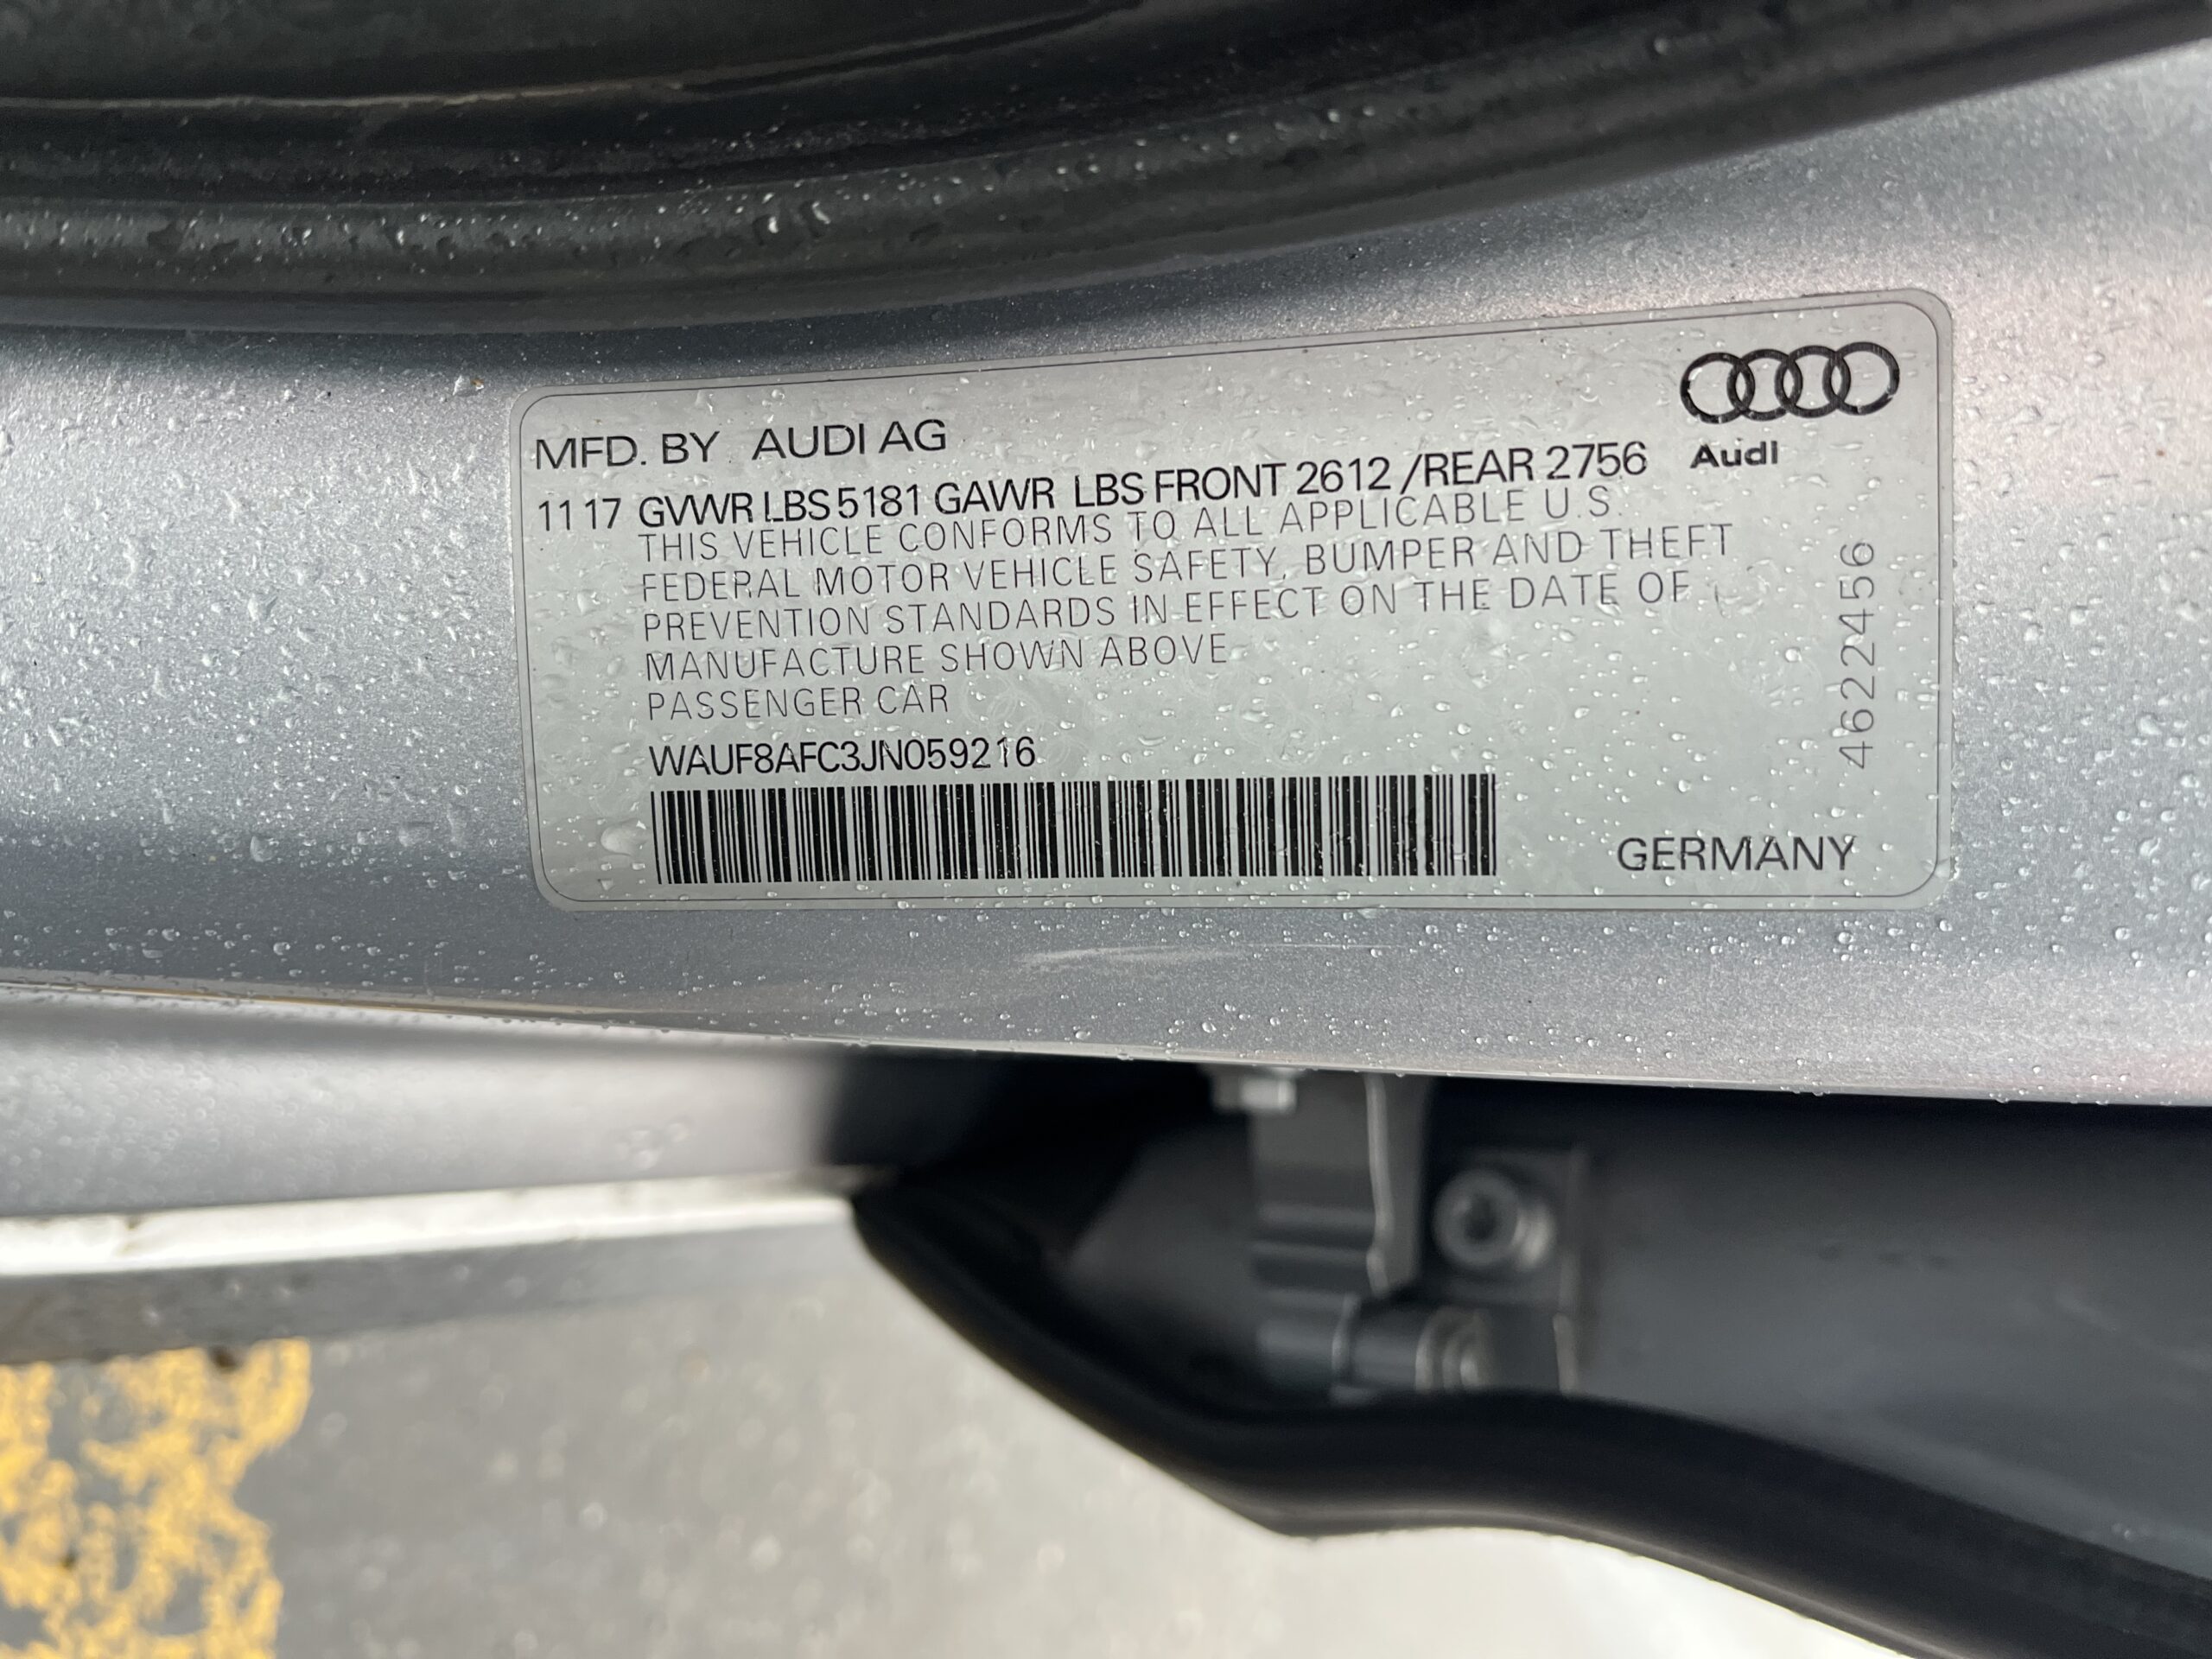 MFD. BY AUDI AG
Audi
11 17 GVWR LBS 5181 GAWR LBS FRONT 2612 /REAR 2756
THIS VEHICLE CONFORMS TO ALL APPLICABLE U.S.
FEDERAL MOTOR VEHICLE SAFETY, BUMPER AND THEFT
PREVENTION STANDARDS IN EFFECT ON THE DATE OF
MANUFACTURE SHOWN ABOVE
PASSENGER CAR
WAUF8AFC3JN059216
4622456
GERMANY